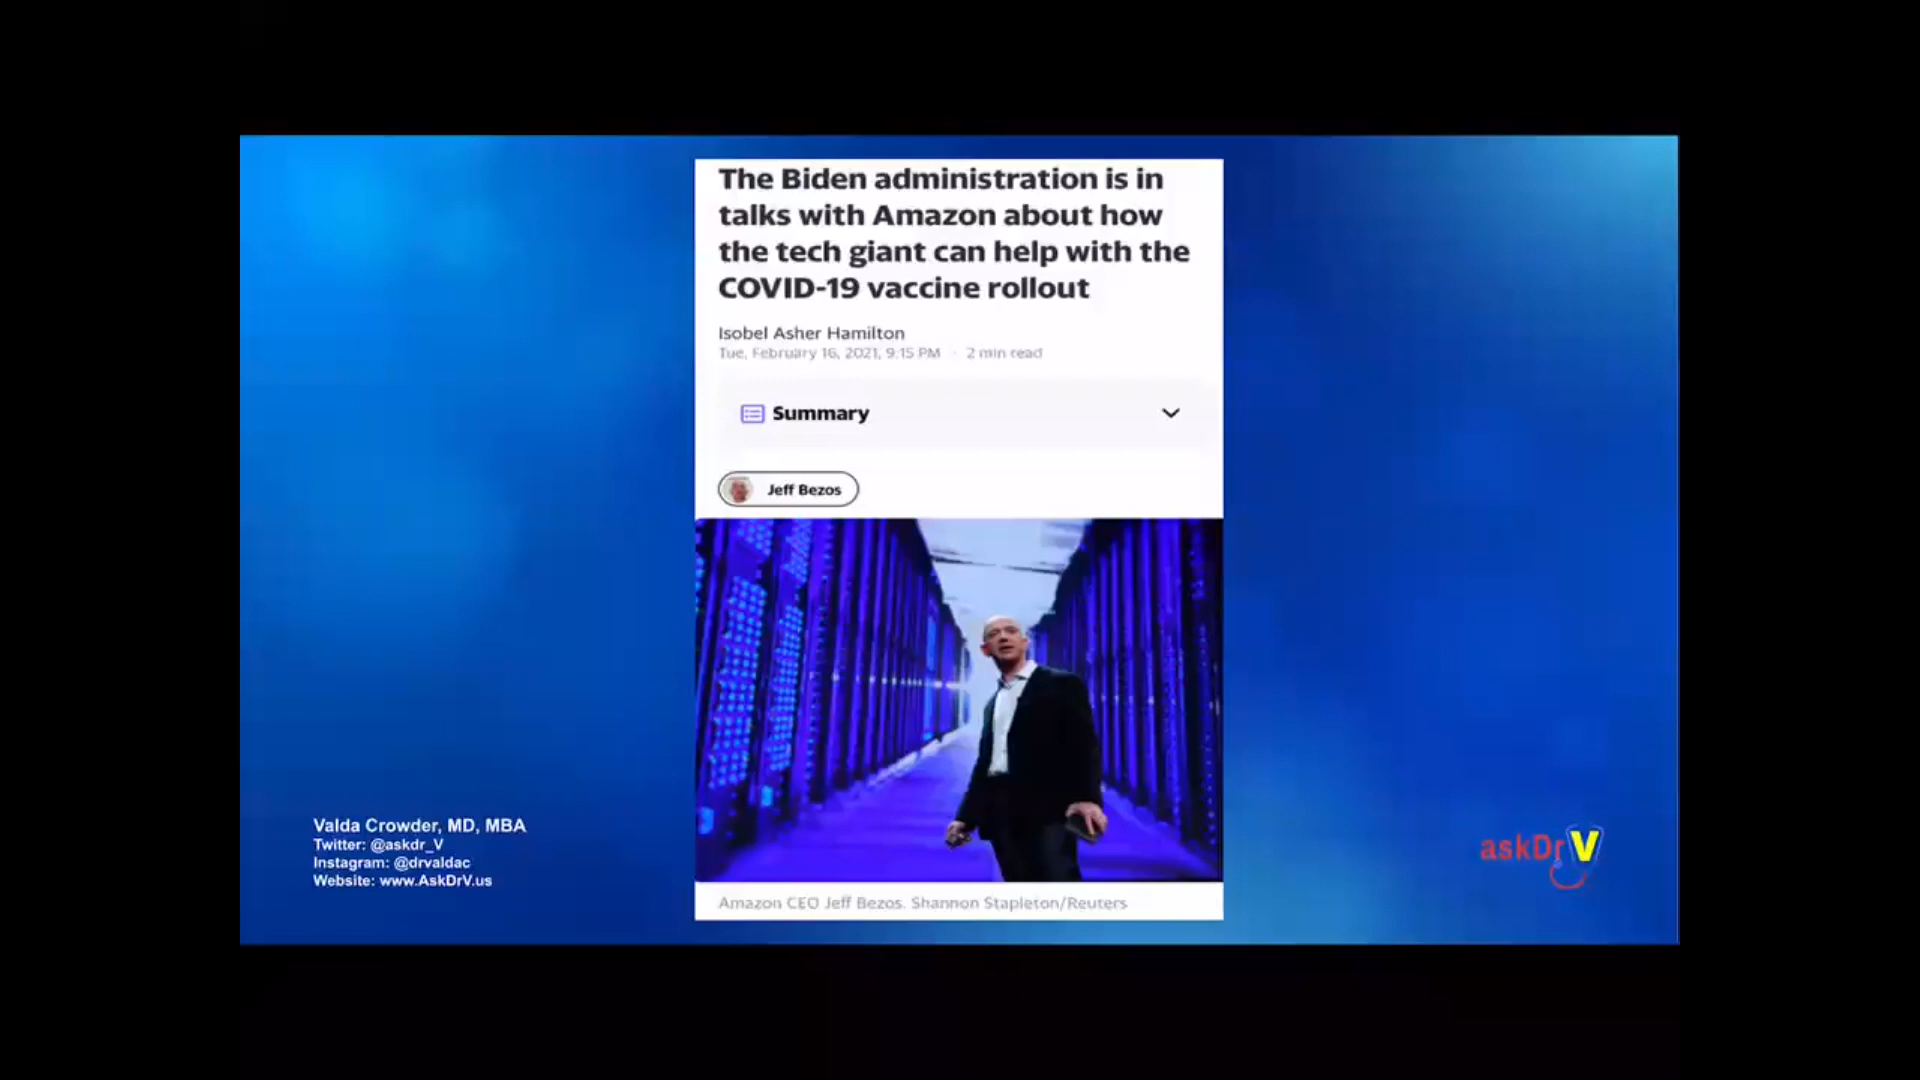 The Biden administration is in
talks with Amazon about how
the tech giant can help with the
COVID-19 vaccine rollout
Isobel Asher Hamilton
Tue, February 16, 2021, 9:15 PM · 2 min read
Summary
Jeff Bezos
Amazon CEO Jeff Bezos. Shannon Stapleton/Reuters
Valda Crowder, MD, MBA
Twitter: @askdr_V
Instagram: @drvaldac
Website: www.AskDrV.us
askDrV